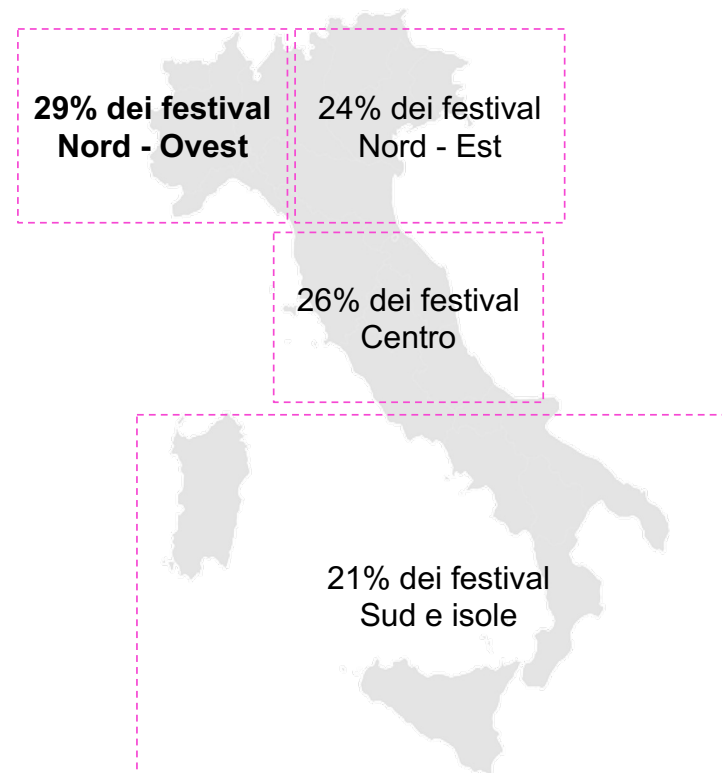 29% dei festival
Nord - Ovest
24% dei festival
Nord - Est
26% dei festival
Centro
21% dei festival
Sud e isole